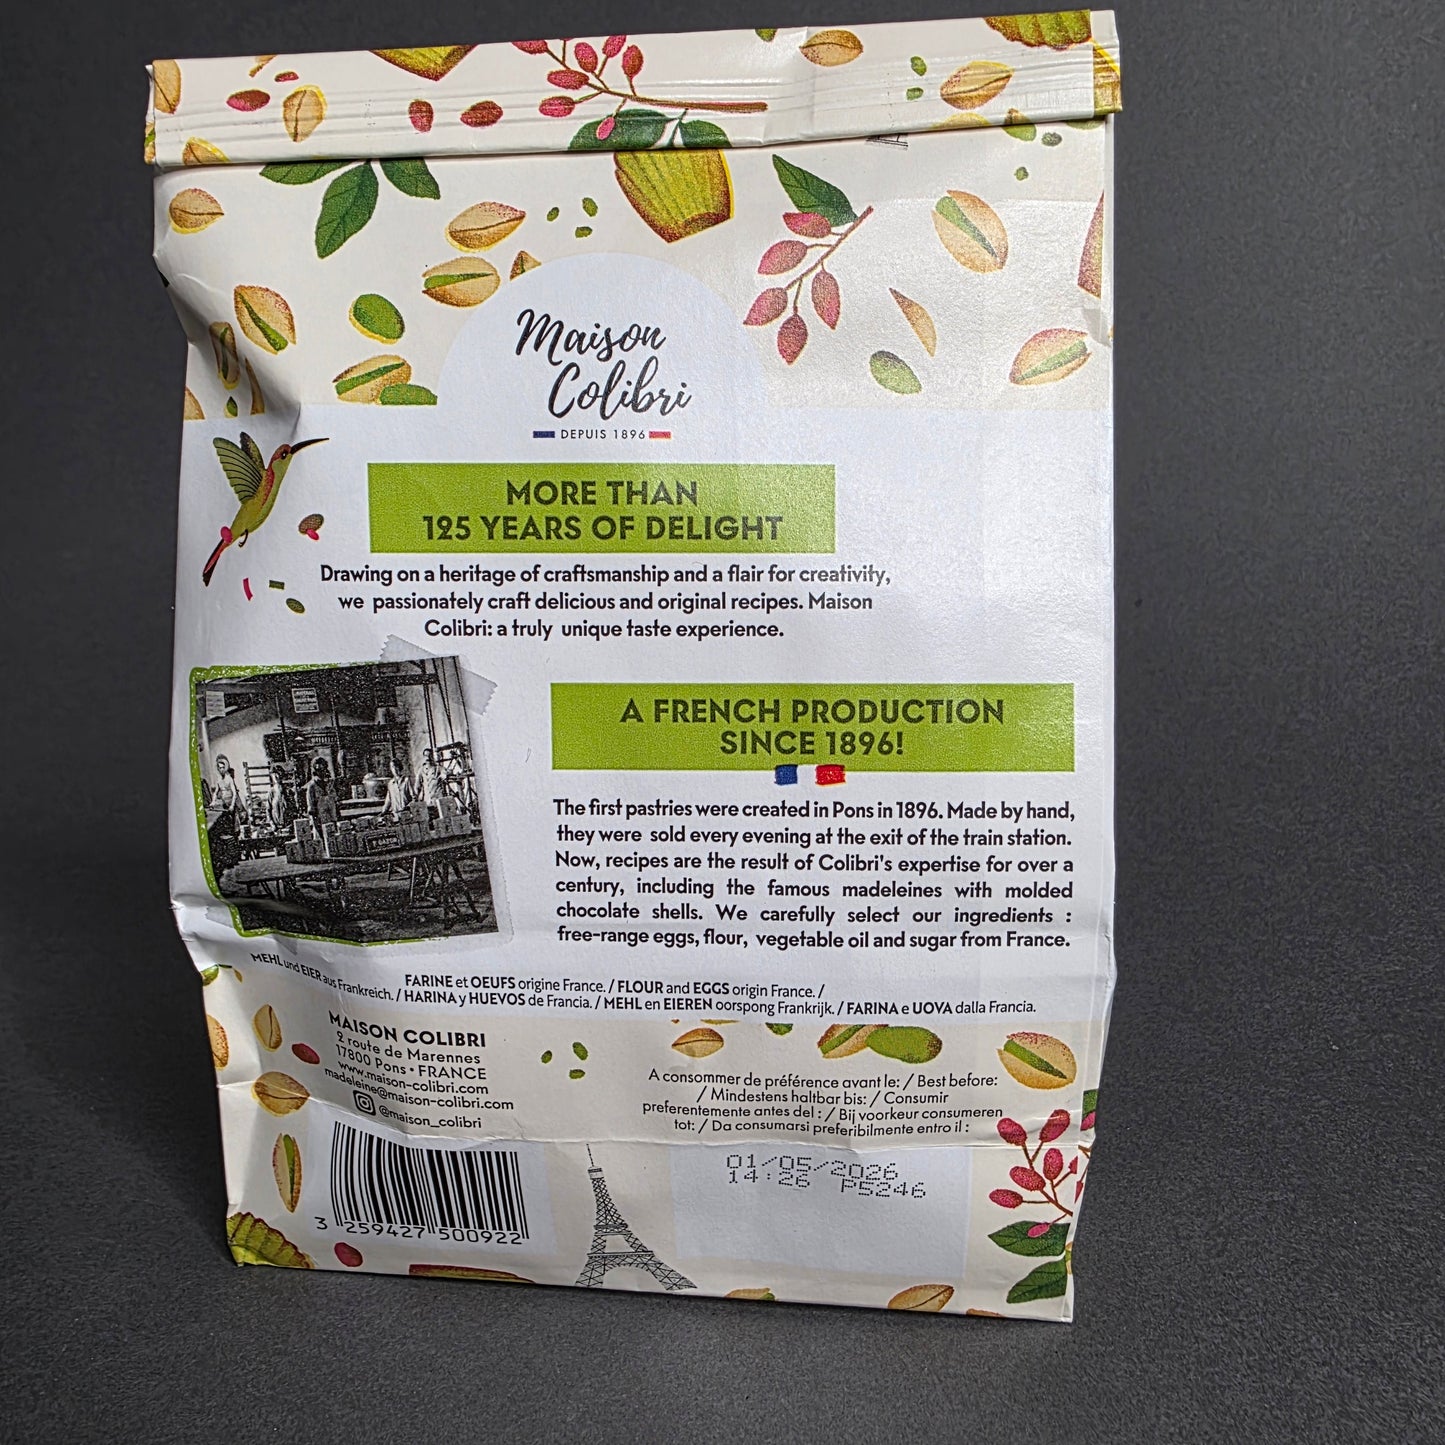 Maison
Colibri
DEPUIS 1896
MORE THAN
125 YEARS OF DELIGHT
Drawing on a heritage of craftsmanship and a flair for creativity,
we passionately craft delicious and original recipes. Maison
Colibri: a truly unique taste experience.
A FRENCH PRODUCTION
SINCE 1896!
The first pastries were created in Pons in 1896. Made by hand,
they were sold every evening at the exit of the train station.
Now, recipes are the result of Colibri's expertise for over a
century, including the famous madeleines with molded
chocolate shells. We carefully select our ingredients :
free-range eggs, flour, vegetable oil and sugar from France.
FARINE et OEUFS origine France. / FLOUR and EGGS origin France. /
MEHL und EIER aus Frankreich. / HARINA y HUEVOS de Francia. / MEHL en EIEREN oorspong Frankrijk. / FARINA e UOVA dalla Francia.
MAISON COLIBRI
2 route de Marennes
17800 Pons • FRANCE
www.maison-colibri.com
madeleine@maison-colibri.com
@maison_colibri
A consommer de préférence avant le: / Best before:
/ Mindestens haltbar bis: / Consumir
preferentemente antes del : / Bij voorkeur consumeren
tot: / Da consumarsi preferibilmente entro il :
01/05/2026
14:26 P5246
3 259427 500922